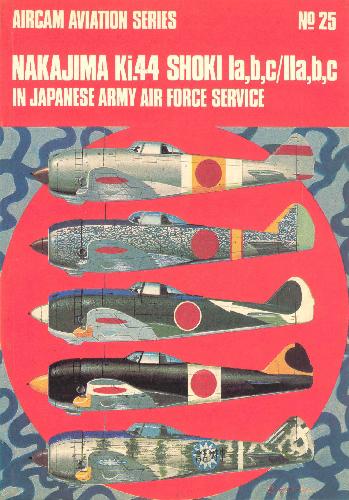 AIRCAM AVIATION SERIES Nº 25
NAKAJIMA Ki.44 SHOKI Ia,b,c/IIa,b,c
IN JAPANESE ARMY AIR FORCE SERVICE